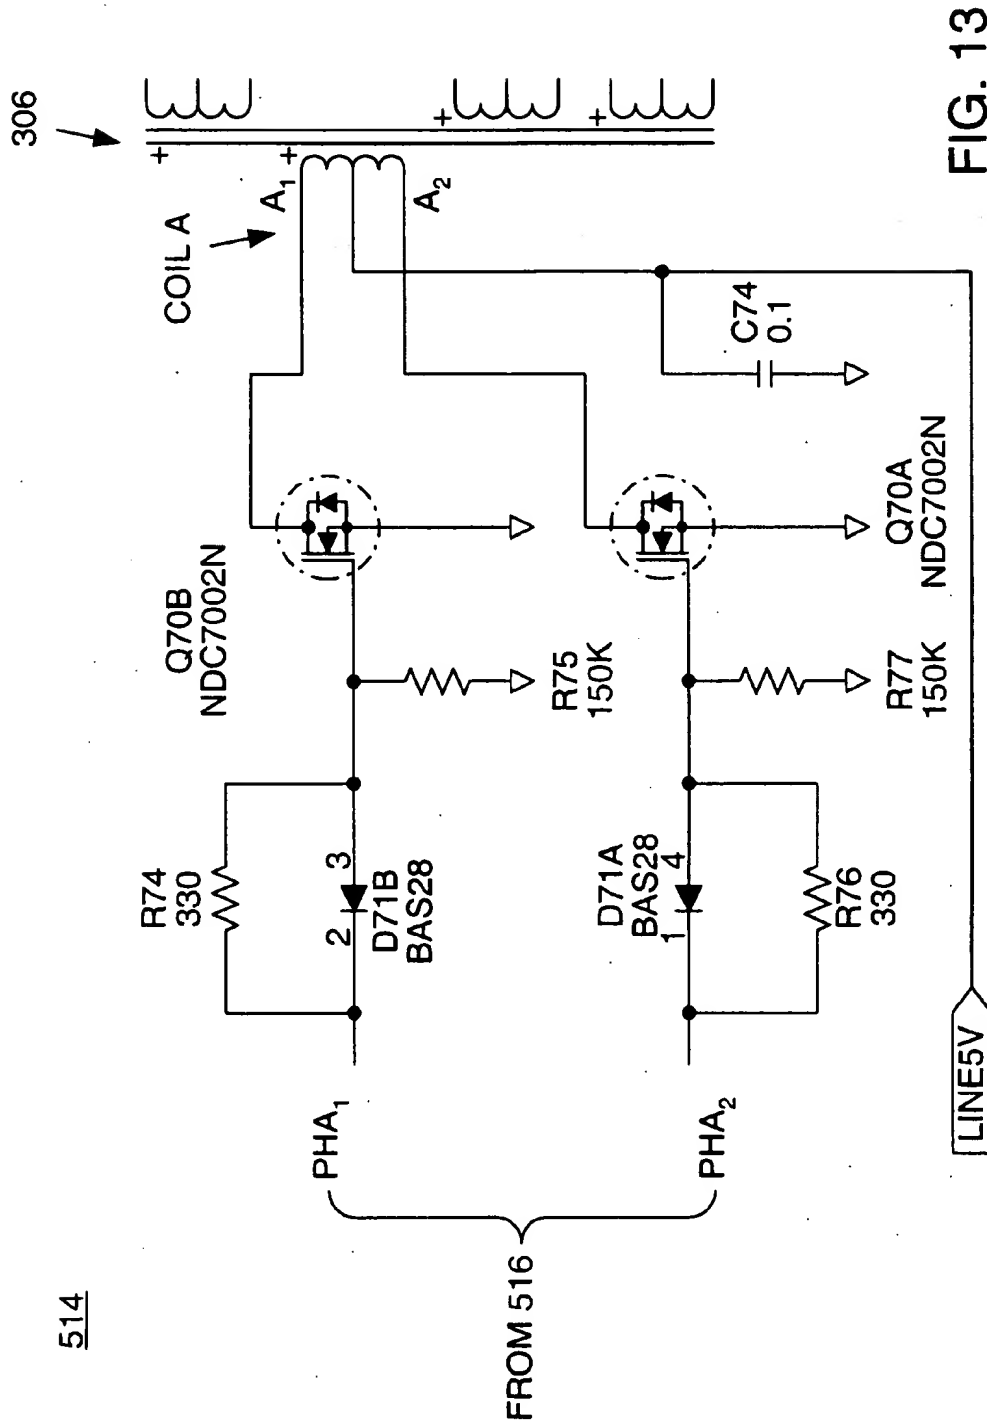 514
306
COIL A
+
+
A1
A2
+
+
Q70B
NDC7002N
R74
330
2 3
D71B
BAS28
R75
150K
C74
0.1
PHA1
FROM 516
PHA2
D71A
BAS28
1 4
R76
330
R77
150K
Q70A
NDC7002N
LINE5V
FIG. 13